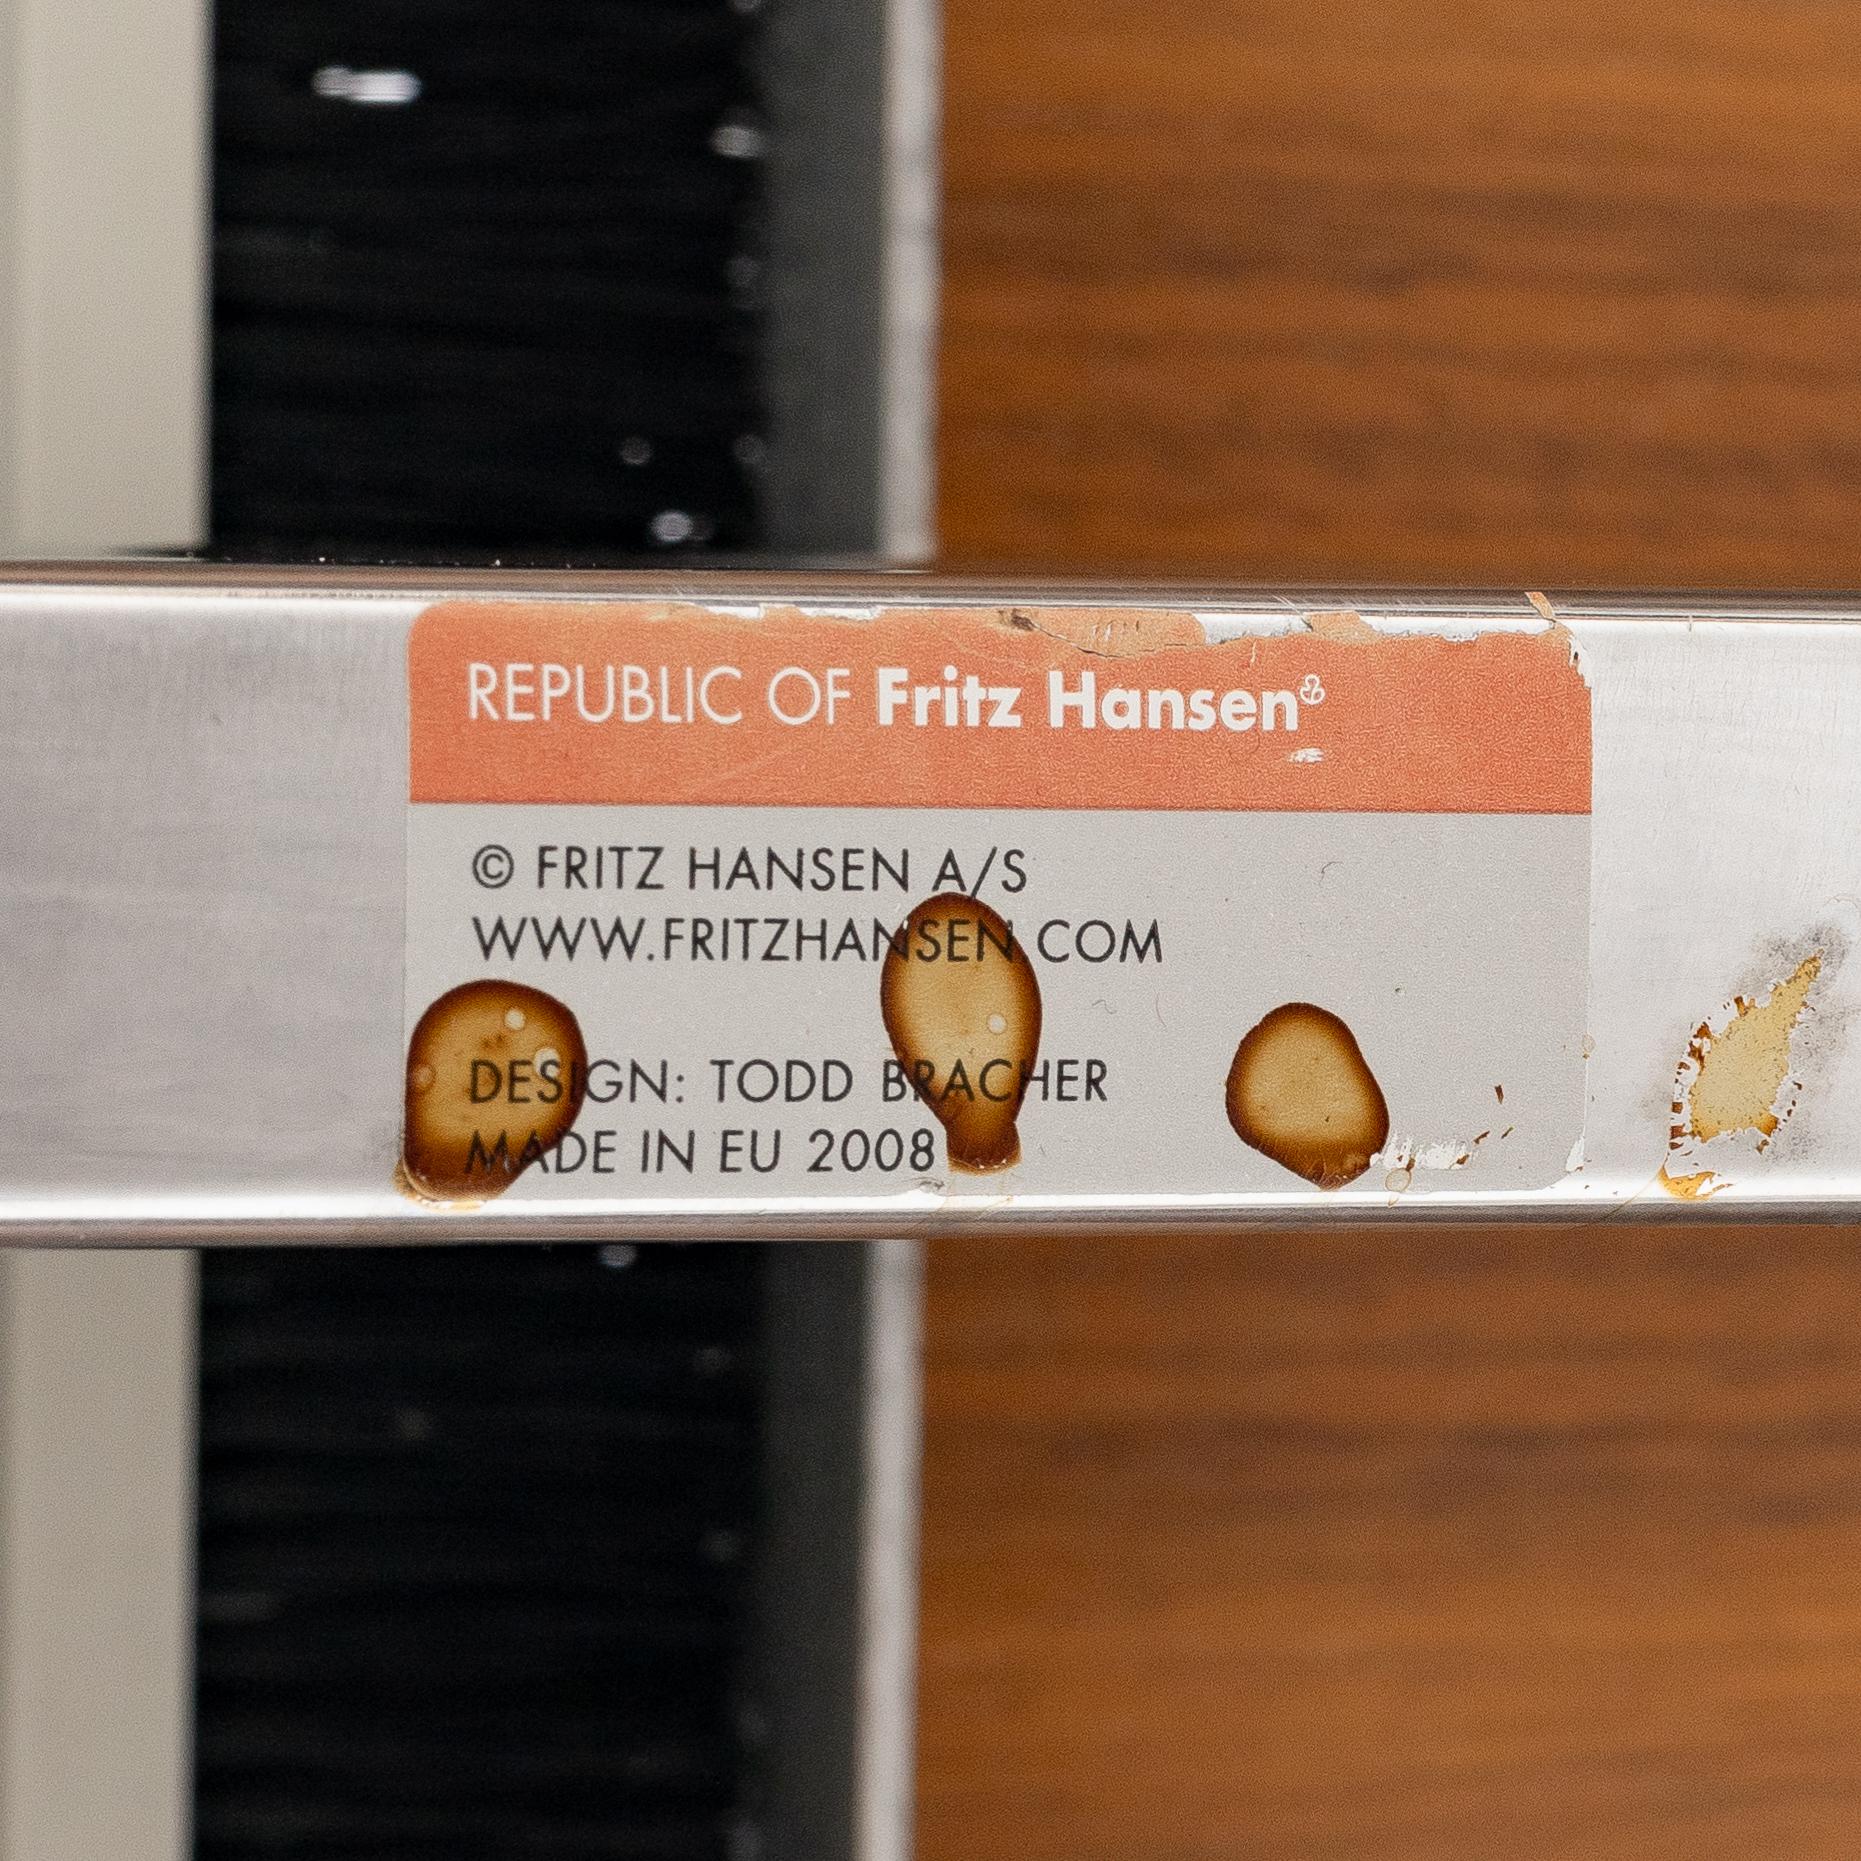 REPUBLIC OF Fritz Hansen
© FRITZ HANSEN A/S
WWW.FRITZHANSEN.COM
DESIGN: TODD BRACHER
MADE IN EU 2008